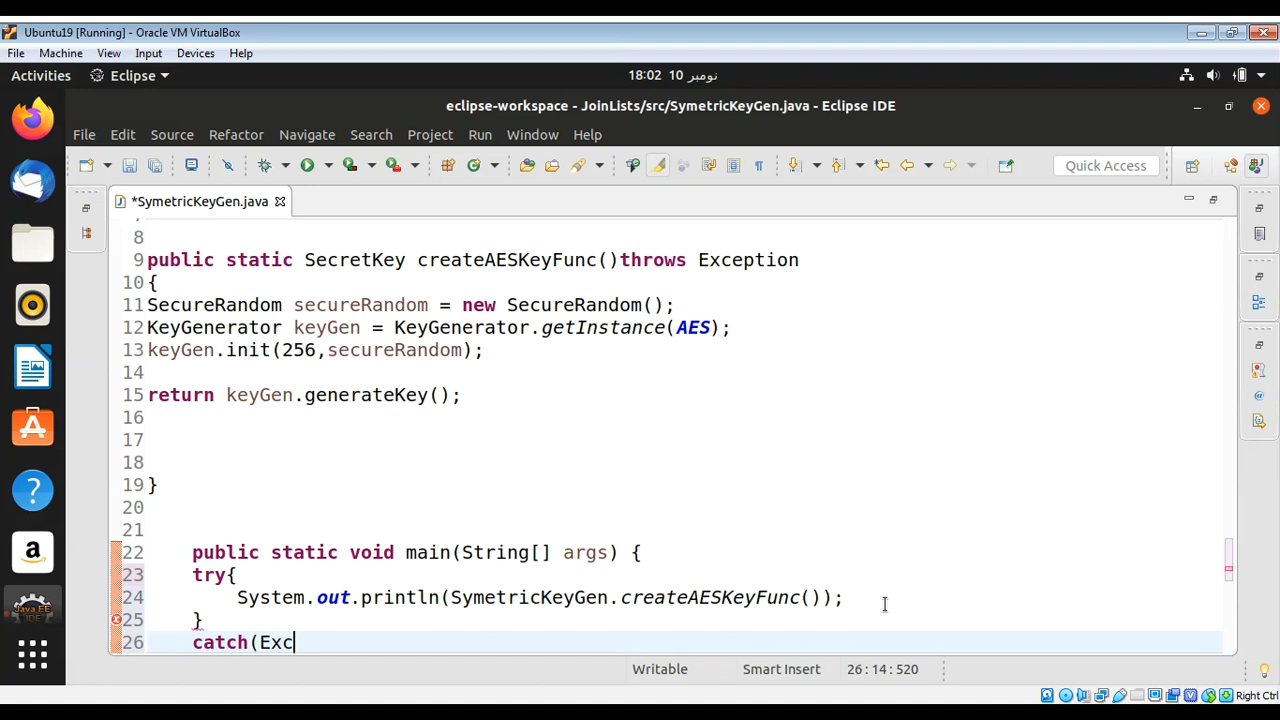 Ubuntu19 [Running] - Oracle VM VirtualBox
File Machine View Input Devices Help
Activities Eclipse 18:02 10 نومبر
eclipse-workspace - JoinLists/src/SymetricKeyGen.java - Eclipse IDE
File Edit Source Refactor Navigate Search Project Run Window Help
Quick Access
*SymetricKeyGen.java
8
9 public static SecretKey createAESKeyFunc()throws Exception
10 {
11 SecureRandom secureRandom = new SecureRandom();
12 KeyGenerator keyGen = KeyGenerator.getInstance(AES);
13 keyGen.init(256,secureRandom);
14
15 return keyGen.generateKey();
16
17
18
19 }
20
21
22 public static void main(String[] args) {
23 try{
24 System.out.println(SymetricKeyGen.createAESKeyFunc());
25 }
26 catch(Exc
Java EE
IDE
Writable Smart Insert 26:14:520
Right Ctrl